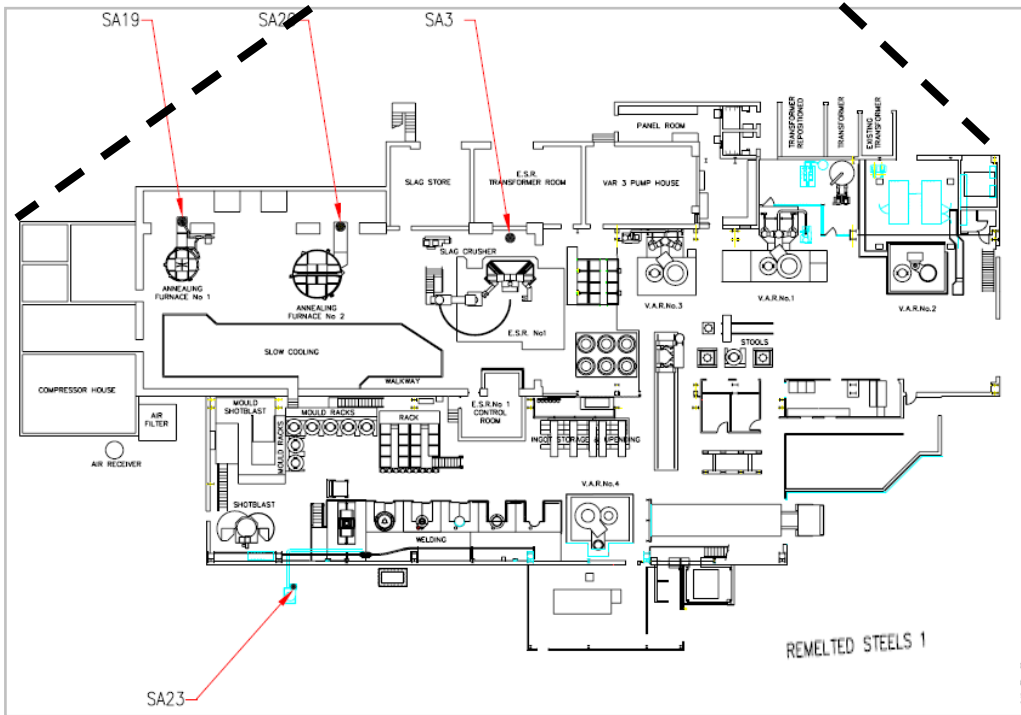 SA19
SA20
SA3
PANEL ROOM
TRANSFORMER
REPOSITIONED
TRANSFORMER
EXISTING
TRANSFORMER
SLAG STORE
E.S.R.
TRANSFORMER ROOM
VAR 3 PUMP HOUSE
SLAG CRUSHER
ANNEALING
FURNACE No 1
ANNEALING
FURNACE No 2
E.S.R. No1
V.A.R.No.3
V.A.R.No.1
V.A.R.No.2
SLOW COOLING
STOOLS
COMPRESSOR HOUSE
WALKWAY
MOULD
SHOTBLAST
MOULD RACKS
RACK
E.S.R.No 1
CONTROL
ROOM
AIR
FILTER
MOULD RACKS
INGOT STORAGE & UPENDING
AIR RECEIVER
V.A.R.No.4
SHOTBLAST
WELDING
REMELTED STEELS 1
SA23